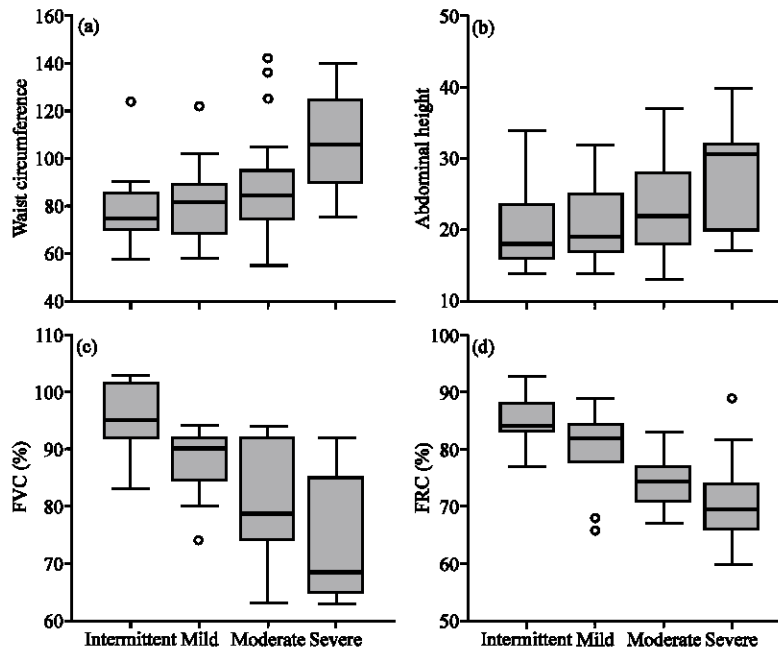 (a)
Waist circumference
160
140
120
100
80
60
40
(b)
Abdominal height
50
40
30
20
10
(c)
FVC (%)
110
100
90
80
73
60
Intermittent Mild Moderate Severe
(d)
FRC (%)
100
90
80
70
60
50
Intermittent Mild Moderate Severe